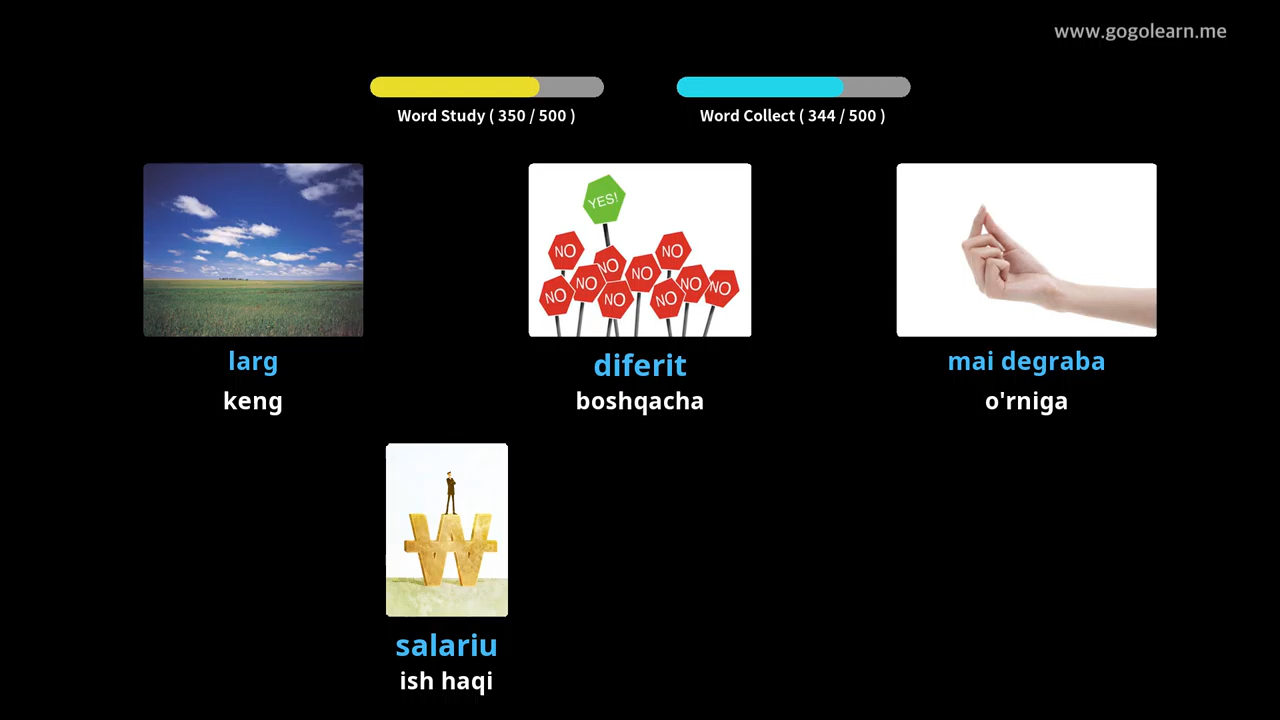 www.gogolearn.me
Word Study ( 350 / 500 )
Word Collect ( 344 / 500 )
YES!
NO
NO
NO
NO
NO
NO
NO
NO
NO
NO
larg
keng
diferit
boshqacha
mai degraba
o'rniga
W
salariu
ish haqi